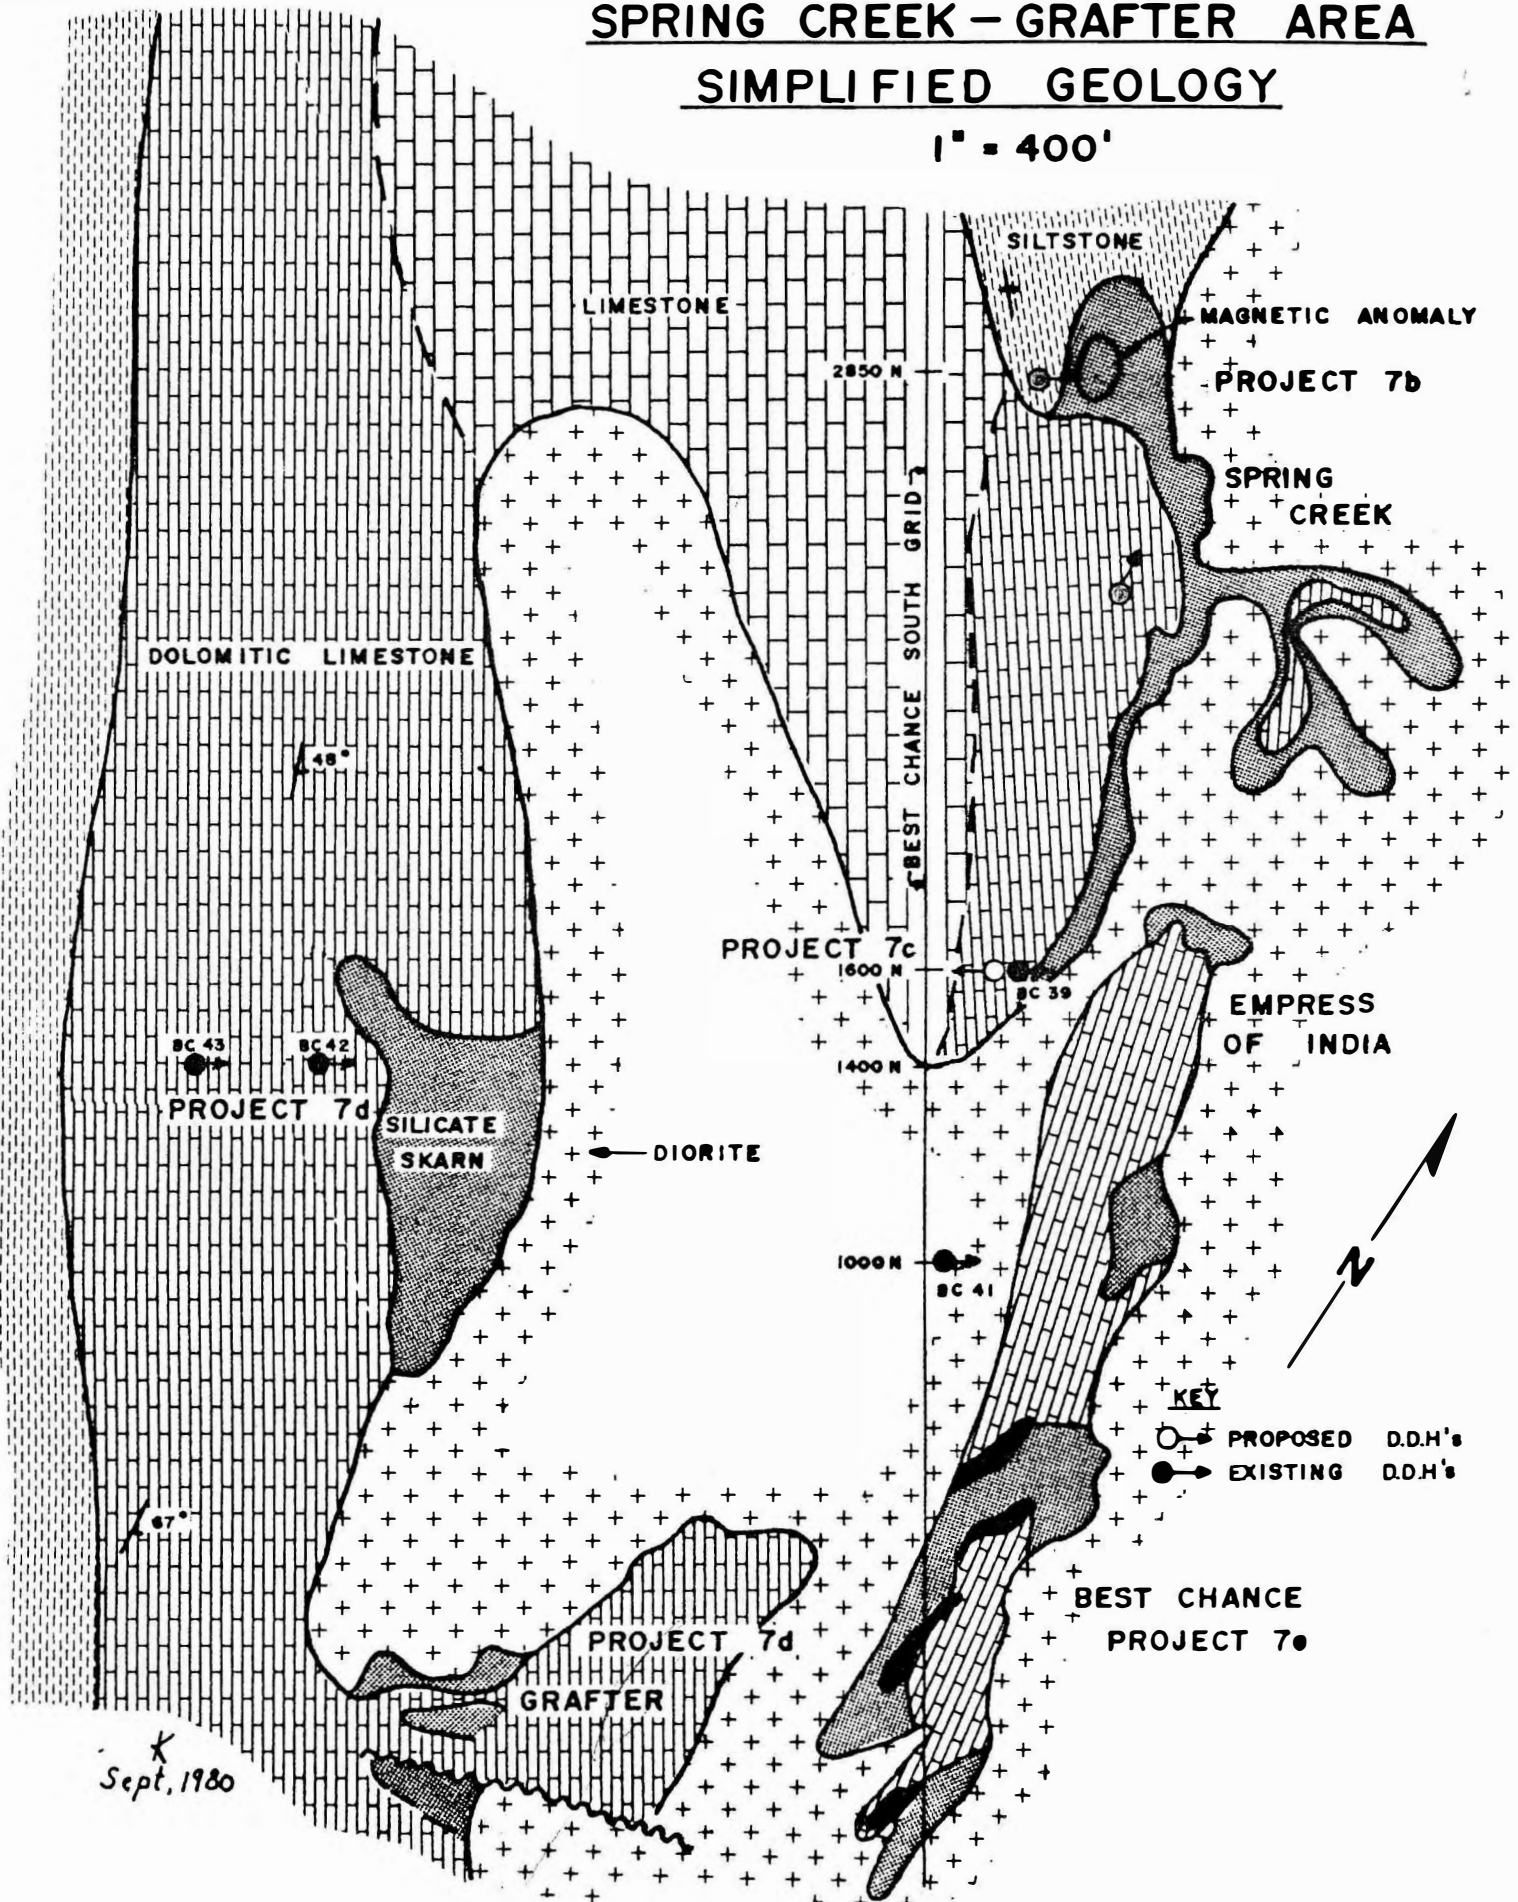 SPRING CREEK – GRAFTER AREA
SIMPLIFIED GEOLOGY
1" = 400'
SILTSTONE
LIMESTONE
MAGNETIC ANOMALY
2850 N
PROJECT 7b
SPRING
CREEK
BEST CHANCE SOUTH GRID
DOLOMITIC LIMESTONE
48°
PROJECT 7c
1600 N
BC 39
EMPRESS
OF INDIA
BC 43
BC 42
1400 N
PROJECT 7d
SILICATE
SKARN
DIORITE
1000 N
BC 41
N
KEY
PROPOSED D.D.H's
EXISTING D.D.H's
67°
BEST CHANCE
PROJECT 7e
PROJECT 7d
GRAFTER
K
Sept, 1980